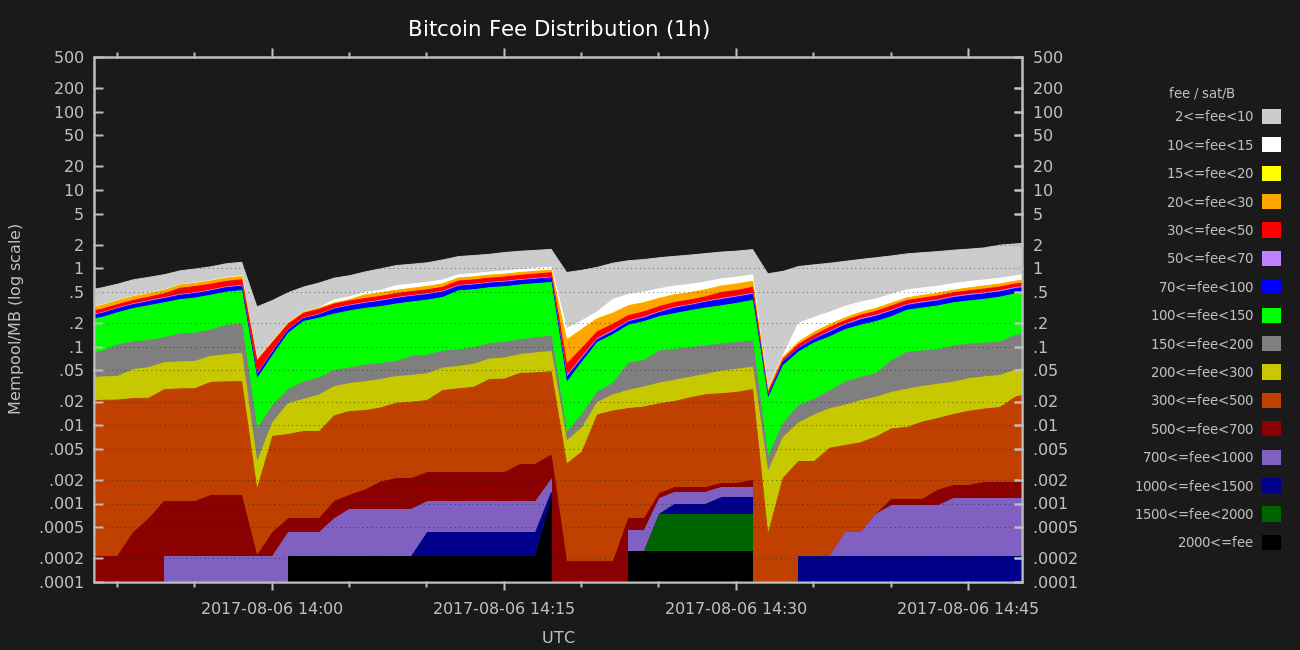 Bitcoin Fee Distribution (1h)
Mempool/MB (log scale)
500
200
100
50
20
10
5
2
1
.5
.2
.1
.05
.02
.01
.005
.002
.001
.0005
.0002
.0001
500
200
100
50
20
10
5
2
1
.5
.2
.1
.05
.02
.01
.005
.002
.001
.0005
.0002
.0001
fee / sat/B
2<=fee<10
10<=fee<15
15<=fee<20
20<=fee<30
30<=fee<50
50<=fee<70
70<=fee<100
100<=fee<150
150<=fee<200
200<=fee<300
300<=fee<500
500<=fee<700
700<=fee<1000
1000<=fee<1500
1500<=fee<2000
2000<=fee
2017-08-06 14:00 2017-08-06 14:15 2017-08-06 14:30 2017-08-06 14:45
UTC